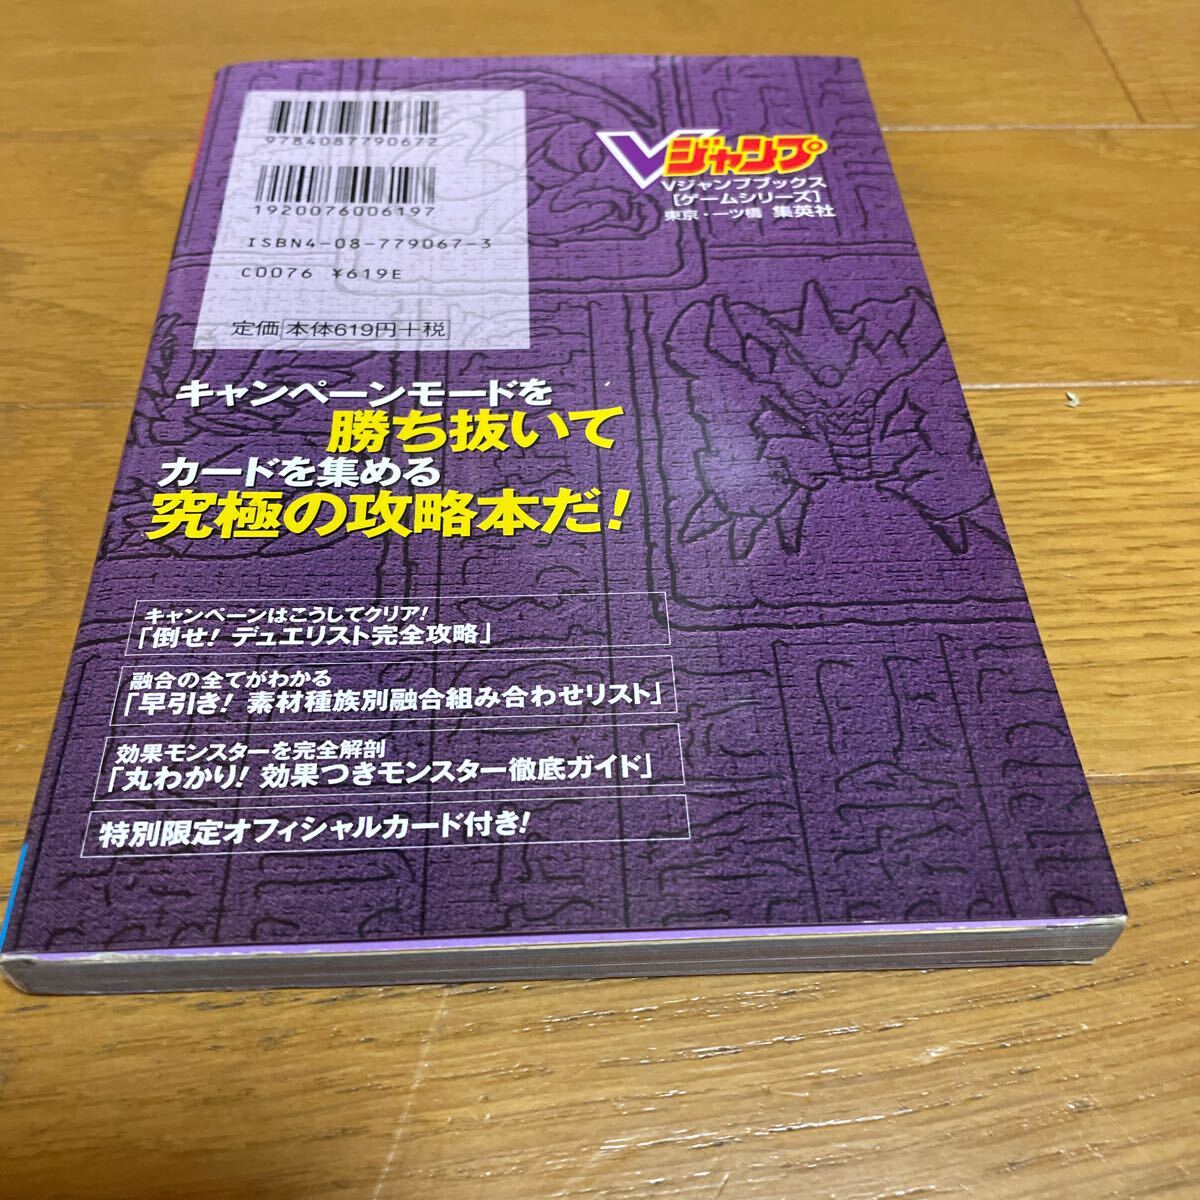 9784087790672
1920076006197
ISBN4-08-779067-3
C0076 ¥619E
定価 本体619円+税
Vジャンプ
Vジャンプブックス
[ゲームシリーズ]
東京・一ツ橋 集英社
キャンペーンモードを
勝ち抜いて
カードを集める
究極の攻略本だ!
キャンペーンはこうしてクリア!
「倒せ! デュエリスト完全攻略」
融合の全てがわかる
「早引き! 素材種族別融合組み合わせリスト」
効果モンスターを完全解剖
「丸わかり! 効果つきモンスター徹底ガイド」
特別限定オフィシャルカード付き!